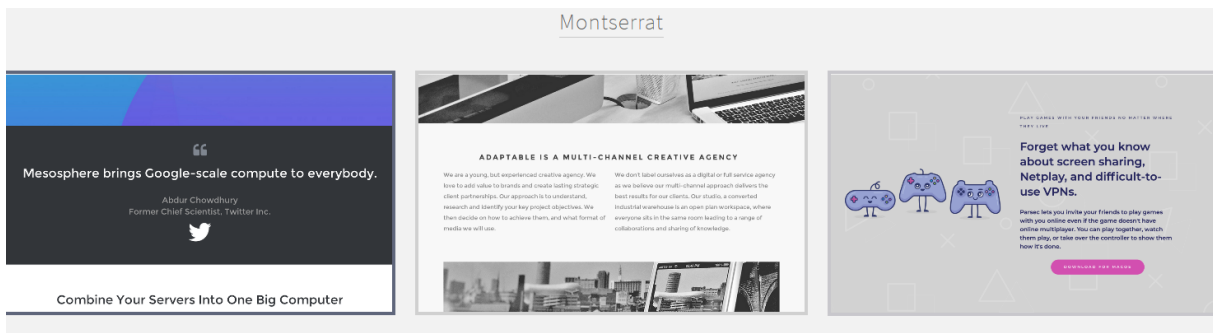 Montserrat
Mesosphere brings Google-scale compute to everybody.
Abdur Chowdhury
Former Chief Scientist, Twitter Inc.
Combine Your Servers Into One Big Computer
ADAPTABLE IS A MULTI-CHANNEL CREATIVE AGENCY
We are a young, but experienced creative agency. We
love to add value to brands and create lasting strategic
client partnerships. Our approach is to understand,
research and identify your key project objectives. We
then decide on how to achieve them, and what format of
media we will use.
We don't label ourselves as a digital or full service agency
as we believe our multi-channel approach delivers the
best results for our clients. Our studio, a converted
industrial warehouse is an open plan workspace, where
everyone sits in the same room leading to a range of
collaborations and sharing of knowledge.
PLAY GAMES WITH YOUR FRIENDS NO MATTER WHERE
THEY LIVE
Forget what you know
about screen sharing,
Netplay, and difficult-to-
use VPNs.
Parsec lets you invite your friends to play games
with you online even if the game doesn't have
online multiplayer. You can play together, watch
them play, or take over the controller to show them
how it's done.
DOWNLOAD FOR MACOS